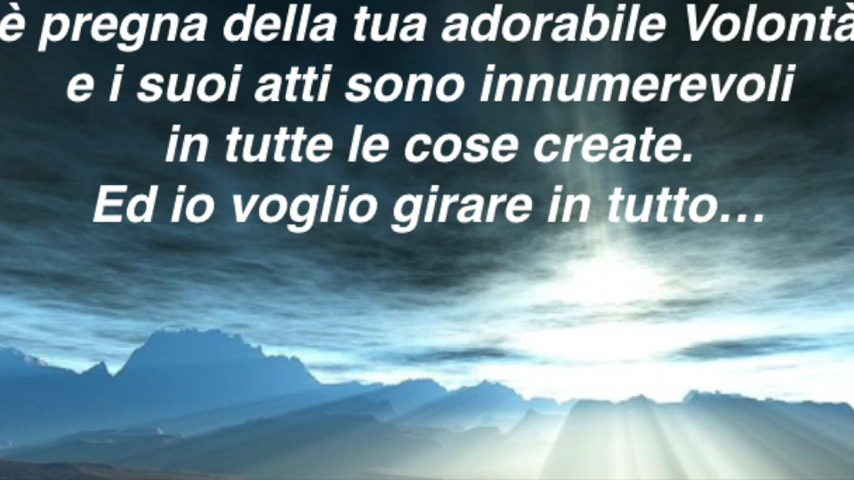 è pregna della tua adorabile Volontà
e i suoi atti sono innumerevoli
in tutte le cose create.
Ed io voglio girare in tutto...